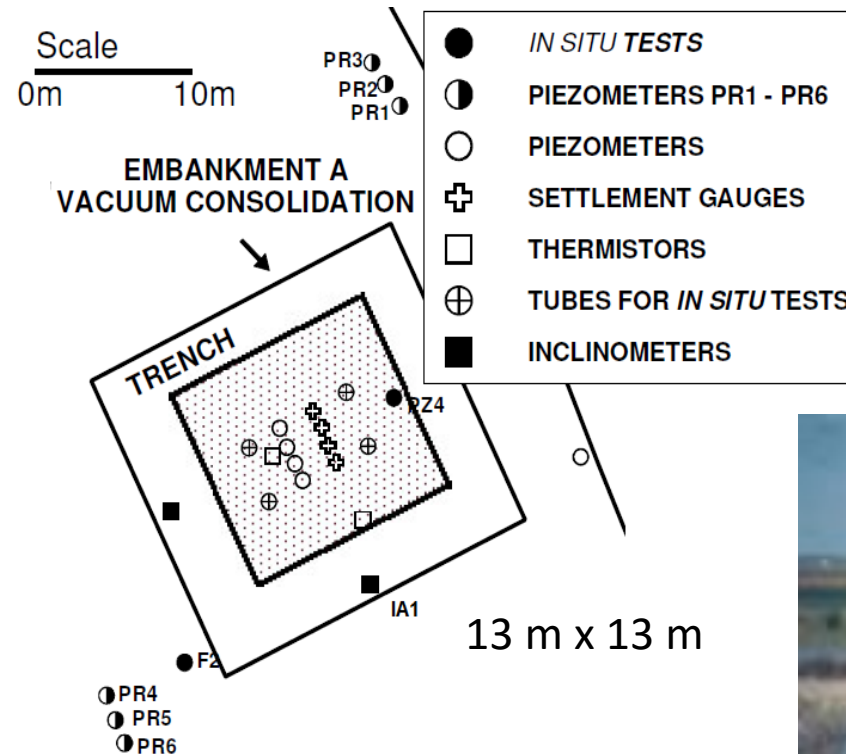 Scale
0m 10m
PR3
PR2
PR1
EMBANKMENT A
VACUUM CONSOLIDATION
IN SITU TESTS
PIEZOMETERS PR1 - PR6
PIEZOMETERS
SETTLEMENT GAUGES
THERMISTORS
TUBES FOR IN SITU TESTS
INCLINOMETERS
TRENCH
PZ4
IA1
13 m x 13 m
F2
PR4
PR5
PR6